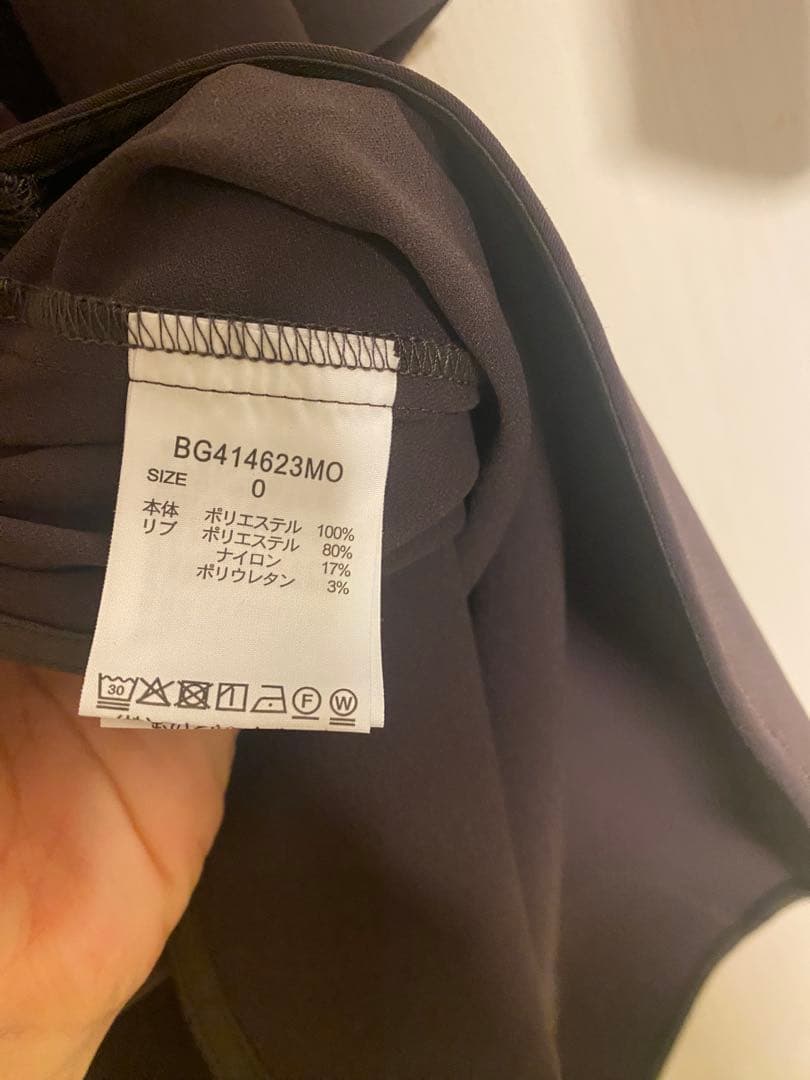 BG414623MO
SIZE 0
本体 ポリエステル 100%
リブ ポリエステル 80%
ナイロン 17%
ポリウレタン 3%
30 F W